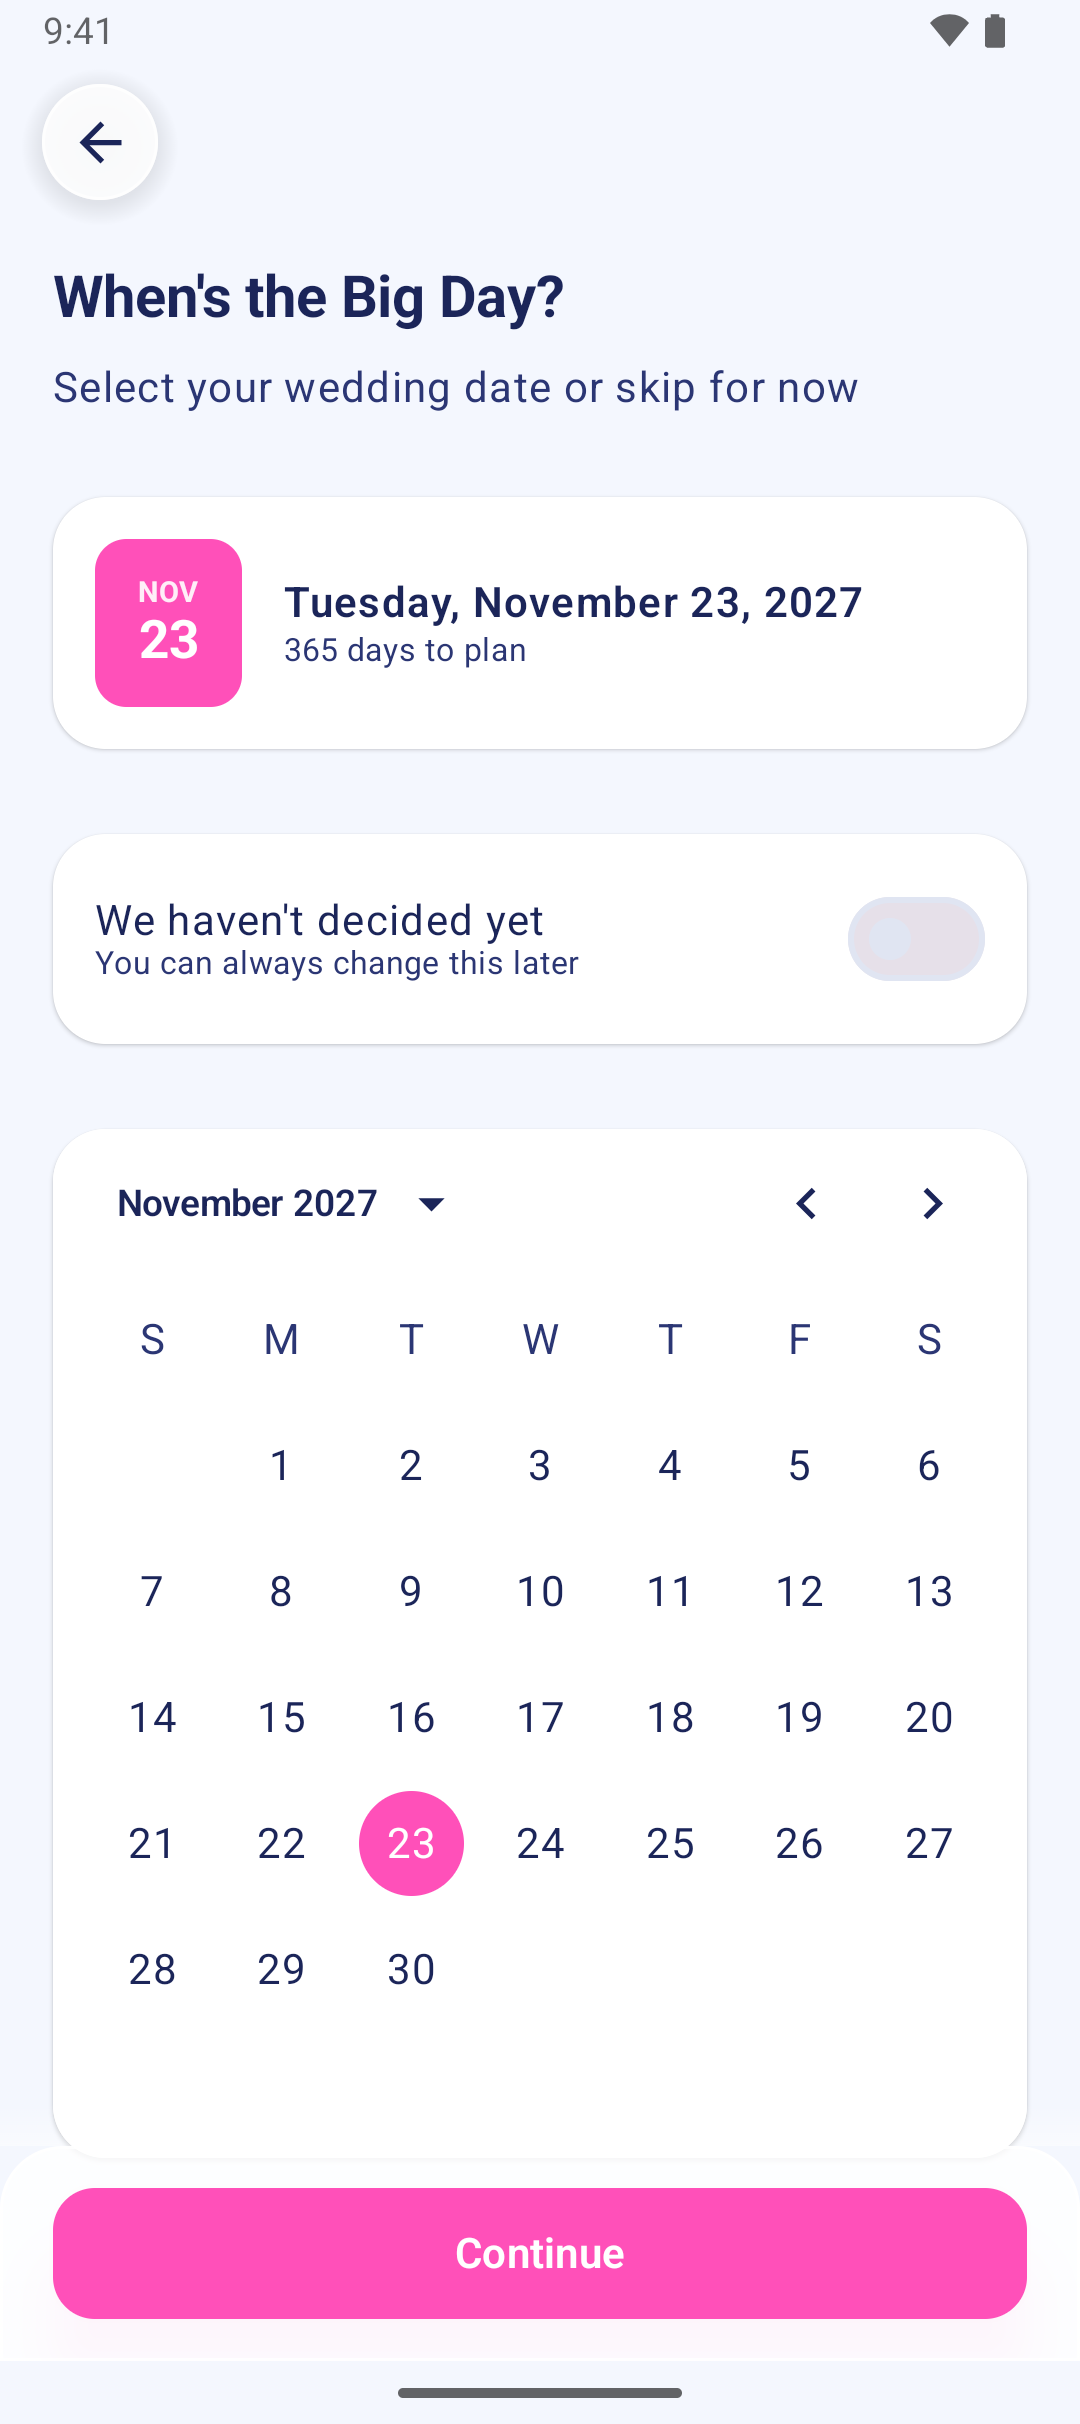 9:41
When's the Big Day?
Select your wedding date or skip for now
NOV
23
Tuesday, November 23, 2027
365 days to plan
We haven't decided yet
You can always change this later
November 2027
S M T W T F S
1 2 3 4 5 6
7 8 9 10 11 12 13
14 15 16 17 18 19 20
21 22 23 24 25 26 27
28 29 30
Continue